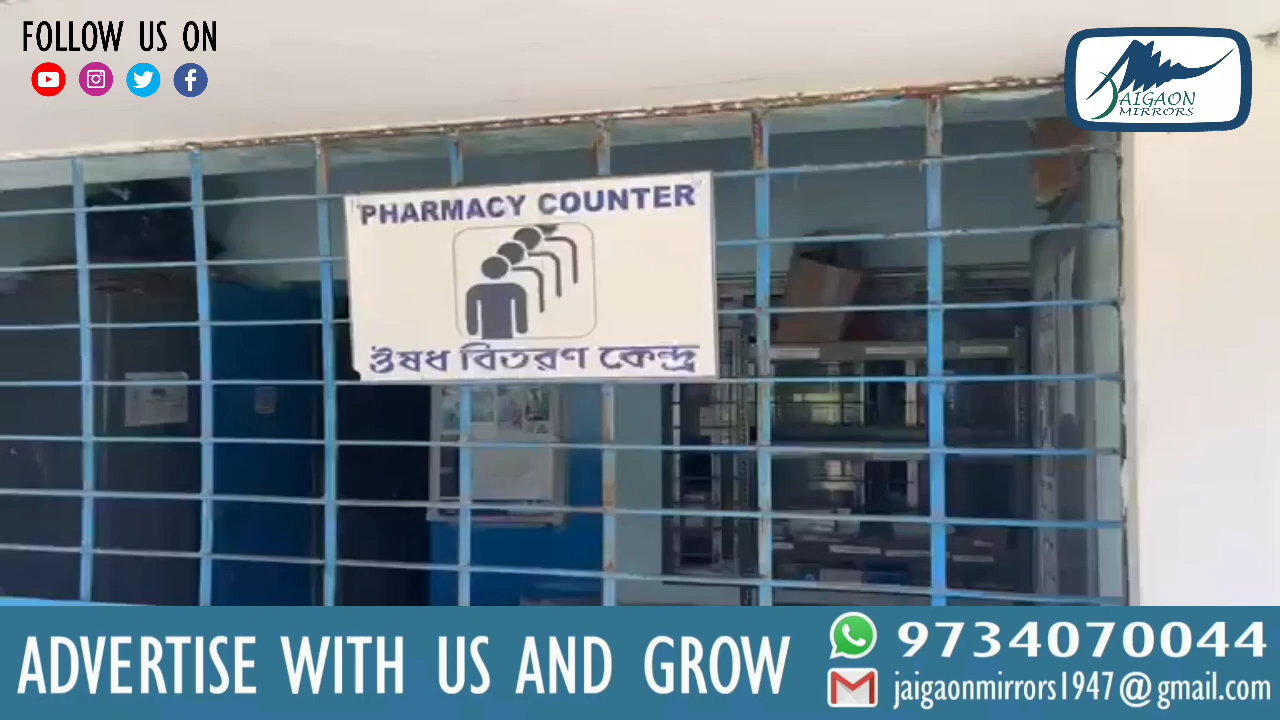 FOLLOW US ON
JAIGAON
MIRRORS
PHARMACY COUNTER
ঔষধ বিতরণ কেন্দ্র
ADVERTISE WITH US AND GROW
9734070044
jaigaonmirrors1947@gmail.com